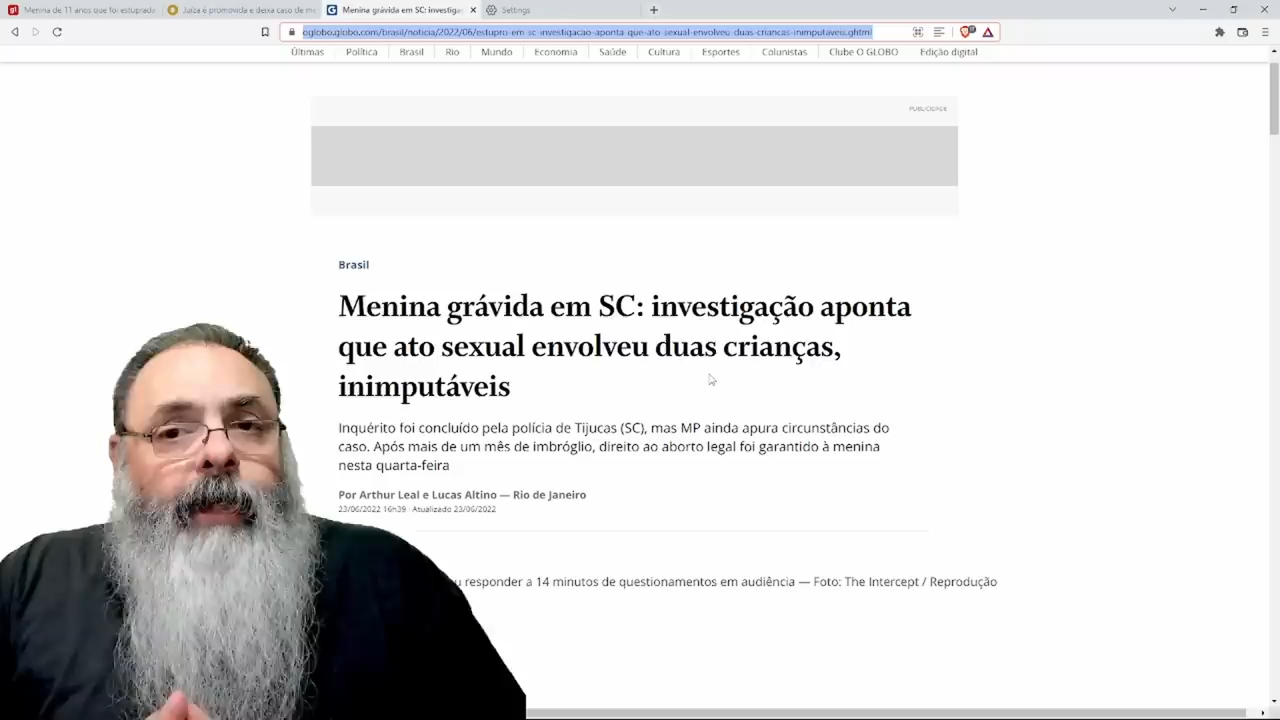 Menina de 11 anos que foi estuprada
Juíza é promovida e deixa caso de m
Menina grávida em SC: investigaç
Settings
oglobo.globo.com/brasil/noticia/2022/06/estupro-em-sc-investigacao-aponta-que-ato-sexual-envolveu-duas-criancas-inimputaveu.ghtml
Últimas Política Brasil Rio Mundo Economia Saúde Cultura Esportes Colunistas Clube O GLOBO Edição digital
PUBLICIDADE
Brasil
Menina grávida em SC: investigação aponta
que ato sexual envolveu duas crianças,
inimputáveis
Inquérito foi concluído pela polícia de Tijucas (SC), mas MP ainda apura circunstâncias do
caso. Após mais de um mês de imbróglio, direito ao aborto legal foi garantido à menina
nesta quarta-feira
Por Arthur Leal e Lucas Altino — Rio de Janeiro
23/06/2022 16h39 · Atualizado 23/06/2022
responder a 14 minutos de questionamentos em audiência — Foto: The Intercept / Reprodução